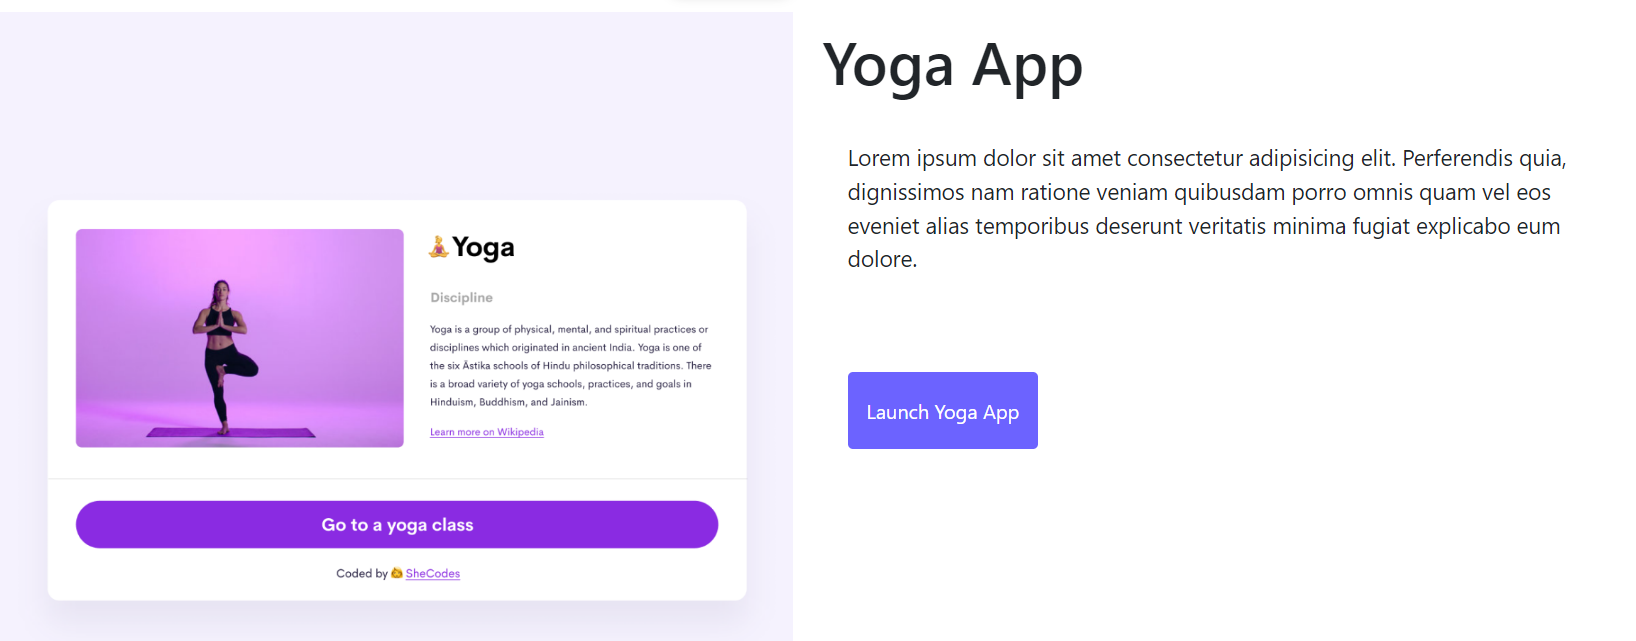 Yoga App
Lorem ipsum dolor sit amet consectetur adipisicing elit. Perferendis quia,
dignissimos nam ratione veniam quibusdam porro omnis quam vel eos
eveniet alias temporibus deserunt veritatis minima fugiat explicabo eum
dolore.
Launch Yoga App
Yoga
Discipline
Yoga is a group of physical, mental, and spiritual practices or
disciplines which originated in ancient India. Yoga is one of
the six Āstika schools of Hindu philosophical traditions. There
is a broad variety of yoga schools, practices, and goals in
Hinduism, Buddhism, and Jainism.
Learn more on Wikipedia
Go to a yoga class
Coded by SheCodes